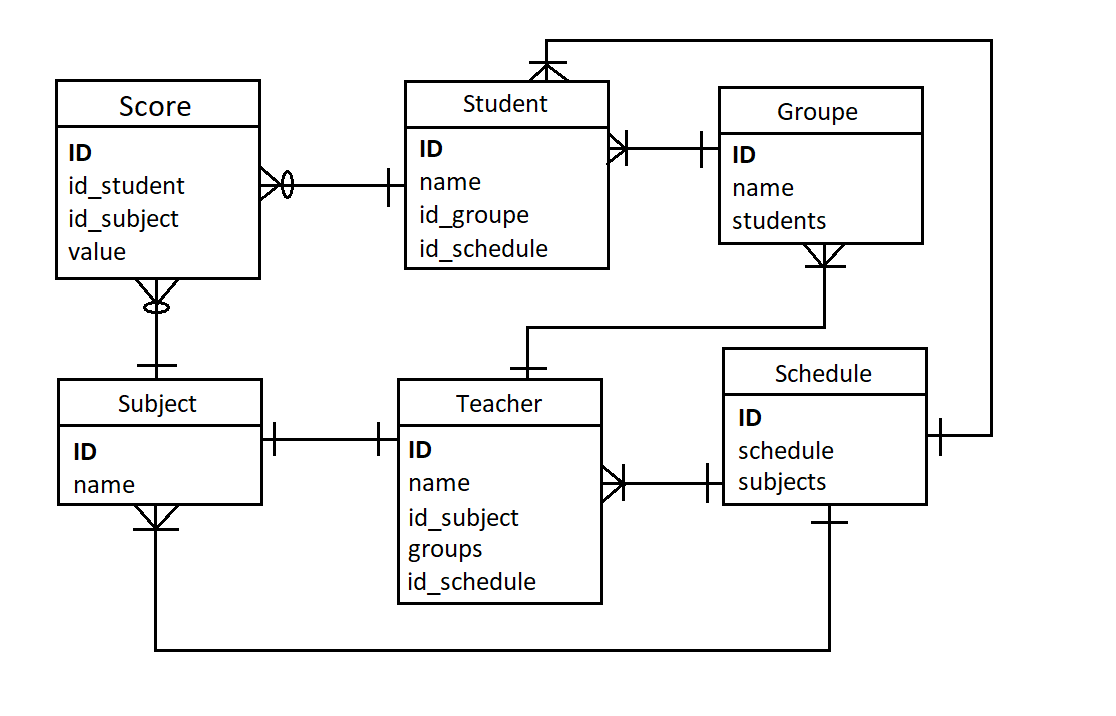 Score
ID
id_student
id_subject
value
Student
ID
name
id_groupe
id_schedule
Groupe
ID
name
students
Subject
ID
name
Teacher
ID
name
id_subject
groups
id_schedule
Schedule
ID
schedule
subjects